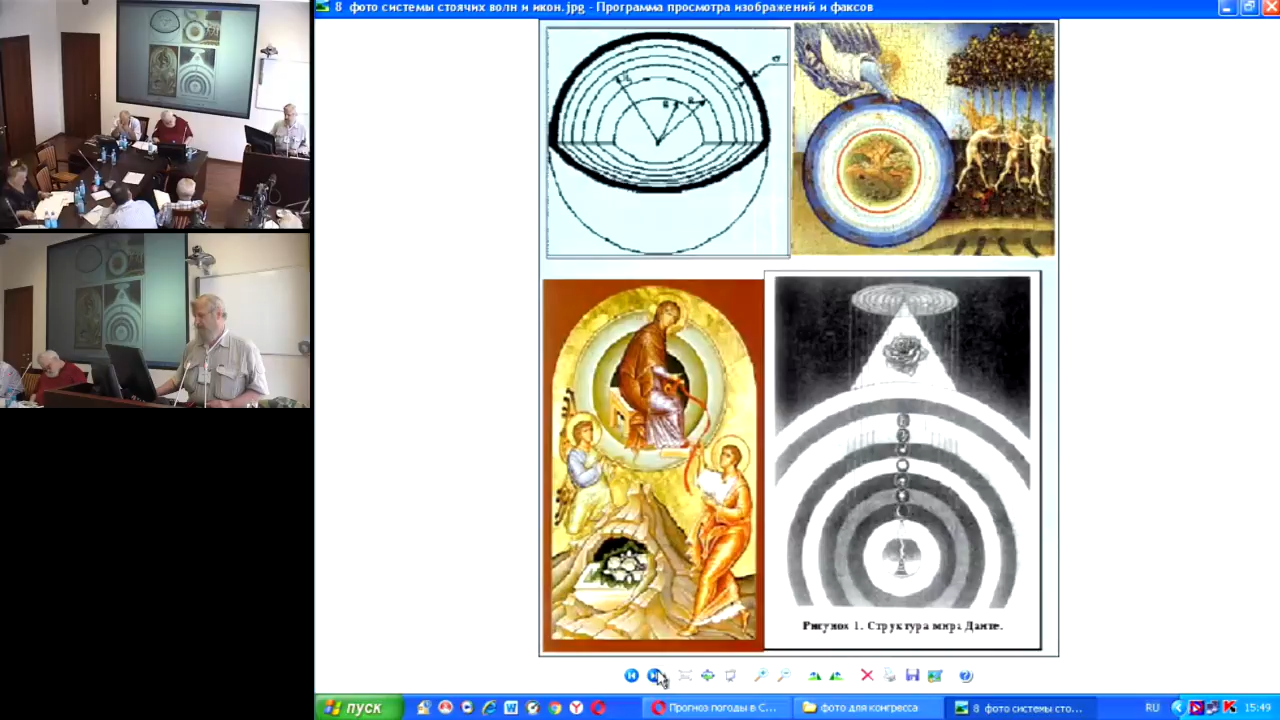 8 фото системы стоячих волн и икон.jpg - Программа просмотра изображений и факсов
Рисунок 1. Структура мира Данте.
пуск
Прогноз погоды в С...
фото для конгресса
8 фото системы сто...
RU
15:49